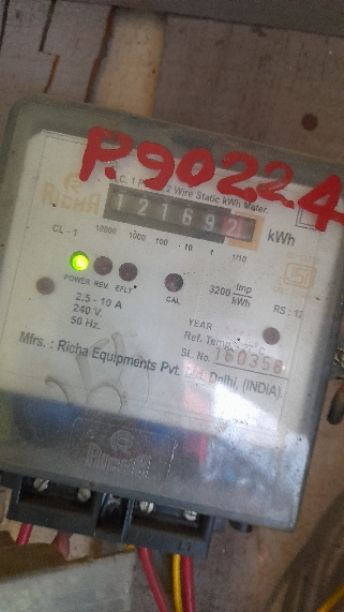 P.90224
A.C. 1 P 2 Wire Static kWh Meter.
RicHA
121692
kWh
CL - 1
10000 1000 100 10 1 1/10
POWER REV. EFLT
CAL
3200 Imp/kWh
RS : 12
2.5 - 10 A
240 V.
50 Hz.
YEAR
Ref. Temp.
SL. No. 160358
Mfrs. : Richa Equipments Pvt. Delhi, (INDIA)
RicHA